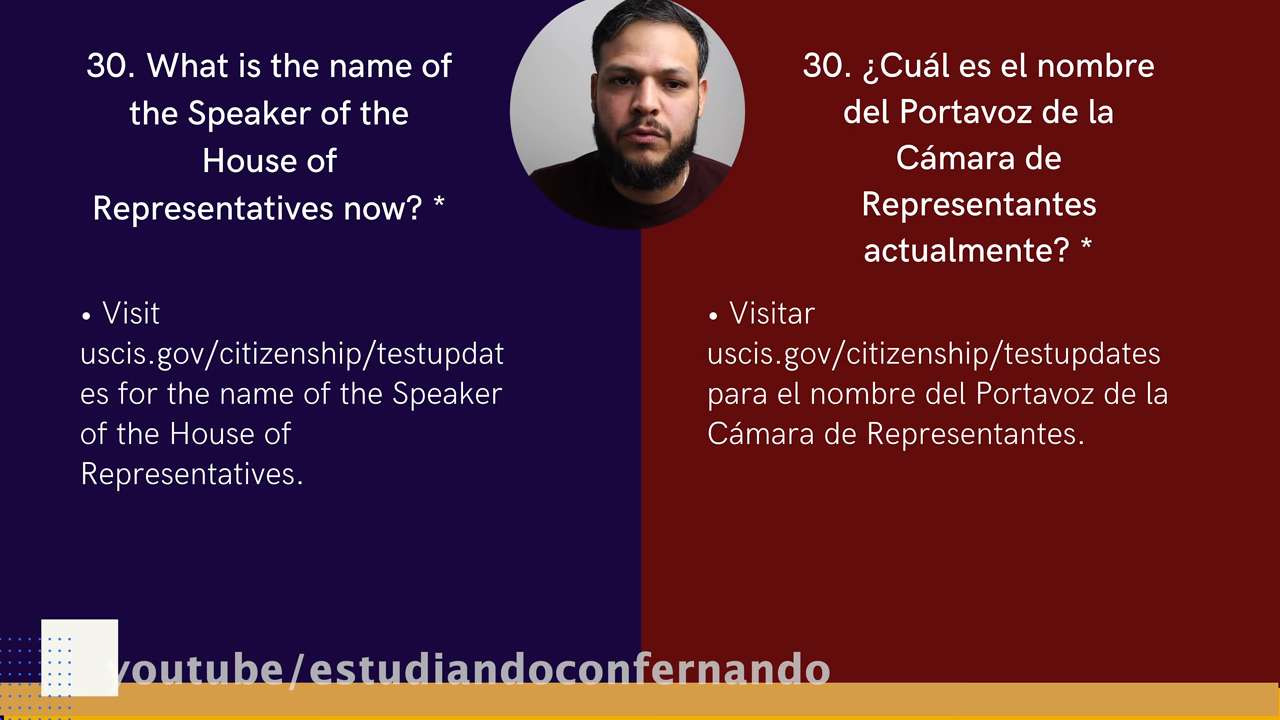 30. What is the name of
the Speaker of the
House of
Representatives now? *
• Visit
uscis.gov/citizenship/testupdat
es for the name of the Speaker
of the House of
Representatives.
30. ¿Cuál es el nombre
del Portavoz de la
Cámara de
Representantes
actualmente? *
• Visitar
uscis.gov/citizenship/testupdates
para el nombre del Portavoz de la
Cámara de Representantes.
youtube/estudiandoconfernando